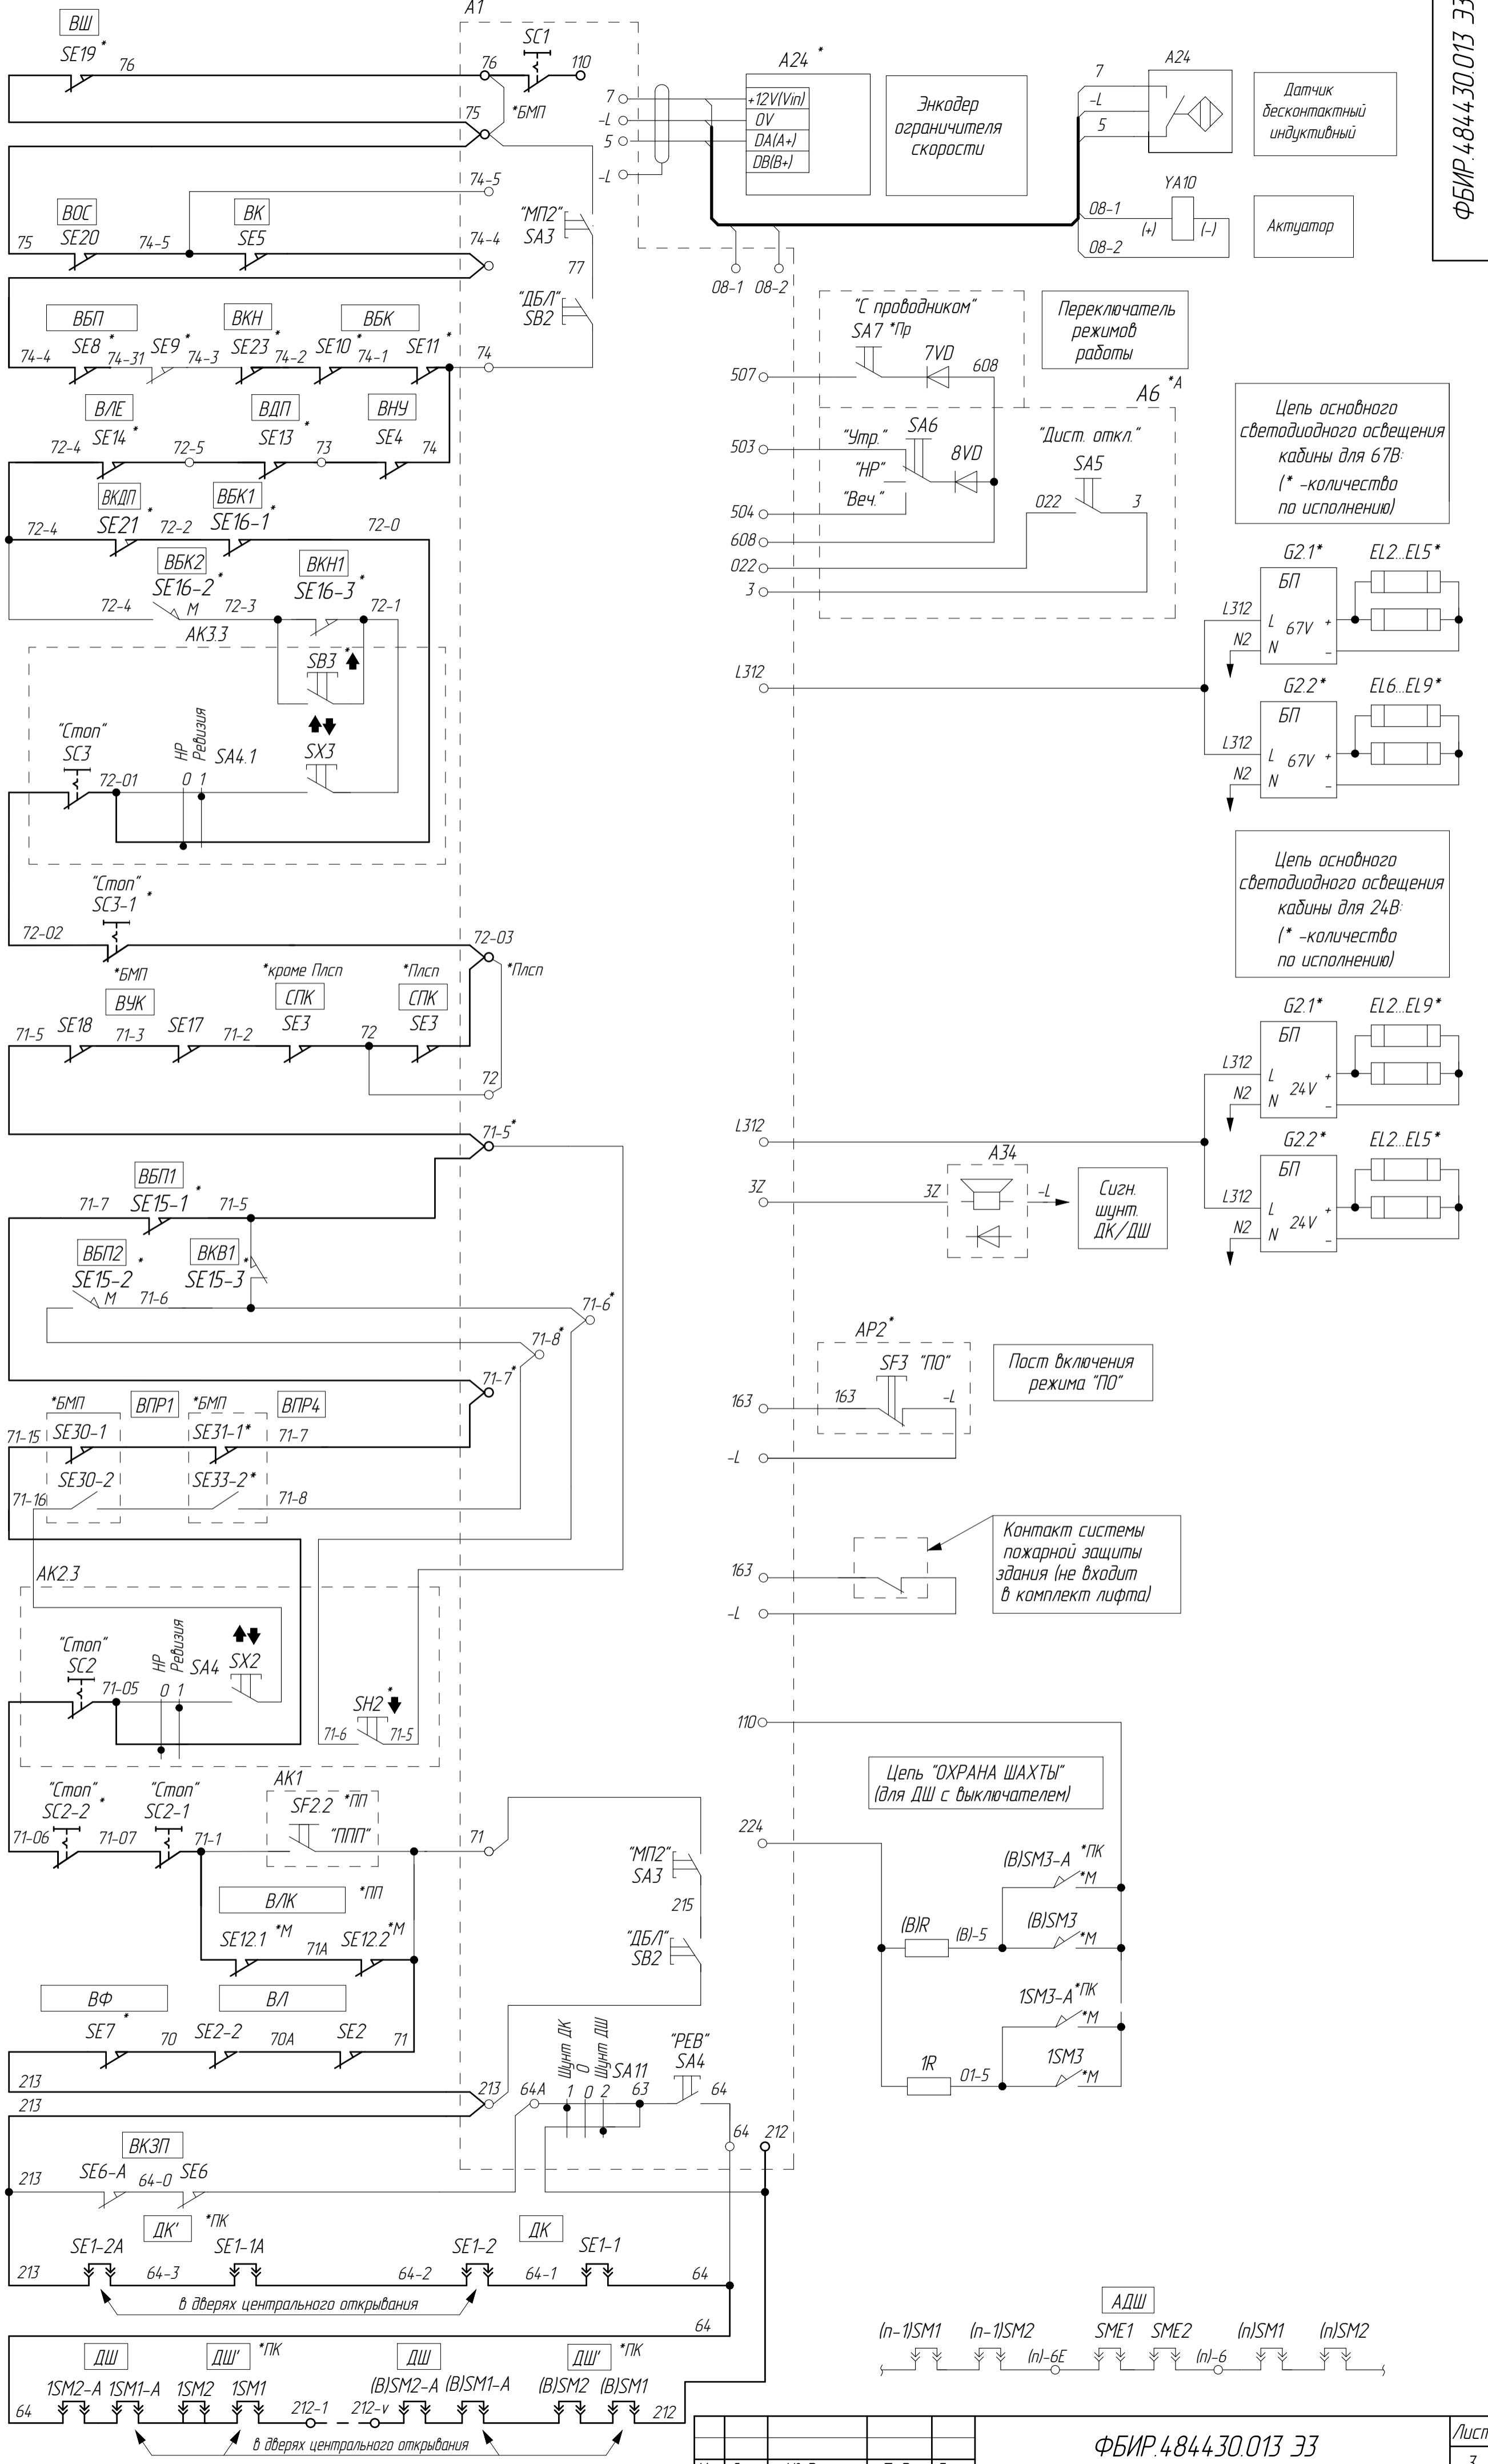 ФБИР.484430.013 Э3
А1
ВШ
SE19 *
76
76
SC1
110
*БМП
75
7
-L
5
-L
А24 *
+12V(Vin)
0V
DA(A+)
DB(B+)
Энкодер
ограничителя
скорости
7
-L
5
А24
Датчик
бесконтактный
индуктивный
YA10
08-1
(+)
(-)
08-2
Актуатор
08-1
08-2
74-5
ВОС
SE20
75
74-5
ВК
SE5
74-4
"МП2"
SA3
77
"ДБЛ"
SB2
ВБП
SE8 *
74-4
74-31
SE9 *
74-3
ВКН
SE23 *
74-2
ВБК
SE10 *
74-1
SE11 *
74
ВЛЕ
SE14 *
72-4
72-5
ВДП
SE13 *
73
ВНУ
SE4
74
ВКДП
SE21 *
72-4
72-2
ВБК1
SE16-1 *
72-0
ВБК2
SE16-2 *
72-4
М
72-3
ВКН1
SE16-3 *
72-1
АК3.3
SB3 *
"Стоп"
SC3
72-01
НР
Ревизия
0 1
SA4.1
SX3
"С проводником"
SA7 *Пр
507
7VD
608
Переключатель
режимов
работы
А6 *А
503
"Утр."
SA6
"НР"
8VD
"Веч."
504
608
022
3
"Дист. откл."
SA5
022
3
Цепь основного
светодиодного освещения
кабины для 67В:
(* -количество
по исполнению)
G2.1*
EL2...EL5*
БП
L312
L
67V
+
N2
N
-
G2.2*
EL6...EL9*
БП
L312
L
67V
+
N2
N
-
L312
"Стоп"
SC3-1 *
72-02
72-03
*БМП
ВУК
*кроме Плсп
СПК
*Плсп
СПК
*Плсп
71-5
SE18
71-3
SE17
71-2
SE3
72
SE3
72
71-5*
Цепь основного
светодиодного освещения
кабины для 24В:
(* -количество
по исполнению)
G2.1*
EL2...EL9*
БП
L312
L
24V
+
N2
N
-
G2.2*
EL2...EL5*
БП
L312
L
24V
+
N2
N
-
L312
3Z
А34
3Z
-L
Сигн.
шунт.
ДК/ДШ
ВБП1
SE15-1 *
71-7
71-5
ВБП2
SE15-2 *
М
71-6
ВКВ1
SE15-3 *
71-6*
71-8*
71-7*
*БМП
ВПР1
*БМП
ВПР4
71-15
SE30-1
SE31-1*
71-7
71-16
SE30-2
SE33-2*
71-8
АР2*
163
163
SF3 "ПО"
-L
-L
Пост включения
режима "ПО"
163
-L
Контакт системы
пожарной защиты
здания (не входит
в комплект лифта)
АК2.3
"Стоп"
SC2
71-05
НР
Ревизия
0 1
SA4
SX2
SH2 *
71-6
71-5
"Стоп"
SC2-2 *
"Стоп"
SC2-1
71-06
71-07
71-1
АК1
SF2.2 *ПП
"ППП"
71
ВЛК *ПП
SE12.1 *М
71А
SE12.2 *М
"МП2"
SA3
215
"ДБЛ"
SB2
110
Цепь "ОХРАНА ШАХТЫ"
(для ДШ с выключателем)
224
(В)SM3-А *ПК
*М
(В)R
(В)-5
(В)SM3
*М
1SM3-А *ПК
*М
1R
01-5
1SM3
*М
ВФ
SE7 *
70
ВЛ
SE2-2
70А
SE2
71
213
213
213
64А
Шунт ДК
0
Шунт ДШ
1 0 2
SA11
63
"РЕВ"
SA4
64
64
212
ВКЗП
213
SE6-А
64-0
SE6
ДК' *ПК
ДК
SE1-2А
SE1-1А
SE1-2
SE1-1
213
64-3
64-2
64-1
64
в дверях центрального открывания
64
ДШ
ДШ' *ПК
ДШ
ДШ' *ПК
1SM2-А
1SM1-А
1SM2
1SM1
(В)SM2-А
(В)SM1-А
(В)SM2
(В)SM1
64
212-1
212-v
212
в дверях центрального открывания
АДШ
(n-1)SM1
(n-1)SM2
SME1
SME2
(n)SM1
(n)SM2
(n)-6Е
(n)-6
ФБИР.484430.013 Э3
Лист